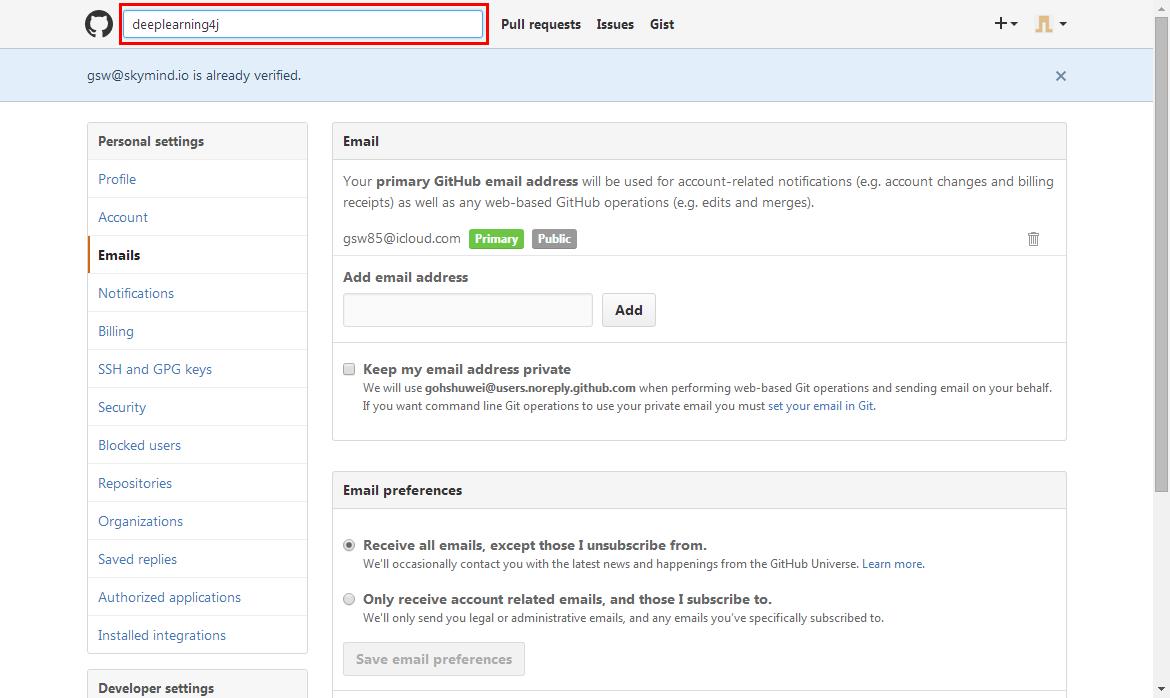 deeplearning4j
Pull requests
Issues
Gist
gsw@skymind.io is already verified.
Personal settings
Profile
Account
Emails
Notifications
Billing
SSH and GPG keys
Security
Blocked users
Repositories
Organizations
Saved replies
Authorized applications
Installed integrations
Developer settings
Email
Your primary GitHub email address will be used for account-related notifications (e.g. account changes and billing
receipts) as well as any web-based GitHub operations (e.g. edits and merges).
gsw85@icloud.com Primary Public
Add email address
Add
Keep my email address private
We will use gohshuwei@users.noreply.github.com when performing web-based Git operations and sending email on your behalf.
If you want command line Git operations to use your private email you must set your email in Git.
Email preferences
Receive all emails, except those I unsubscribe from.
We'll occasionally contact you with the latest news and happenings from the GitHub Universe. Learn more.
Only receive account related emails, and those I subscribe to.
We'll only send you legal or administrative emails, and any emails you've specifically subscribed to.
Save email preferences